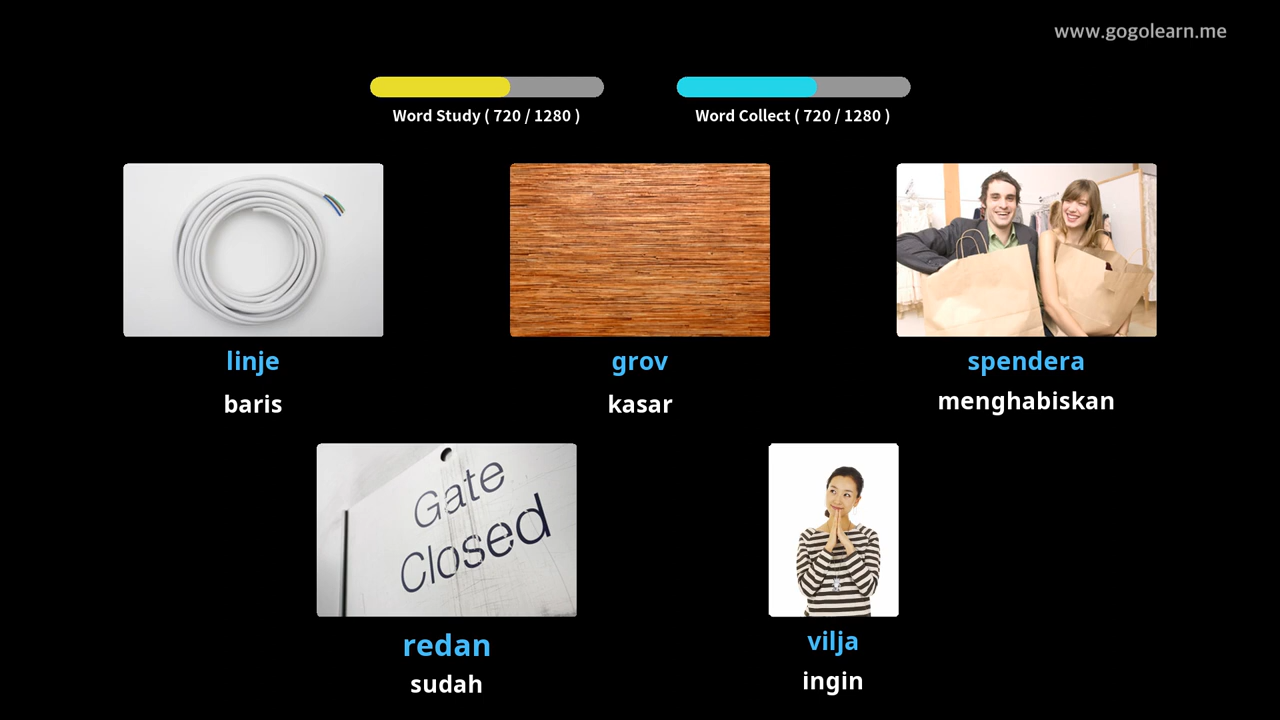 www.gogolearn.me
Word Study ( 720 / 1280 )
Word Collect ( 720 / 1280 )
linje
grov
spendera
baris
kasar
menghabiskan
Gate
Closed
redan
vilja
sudah
ingin